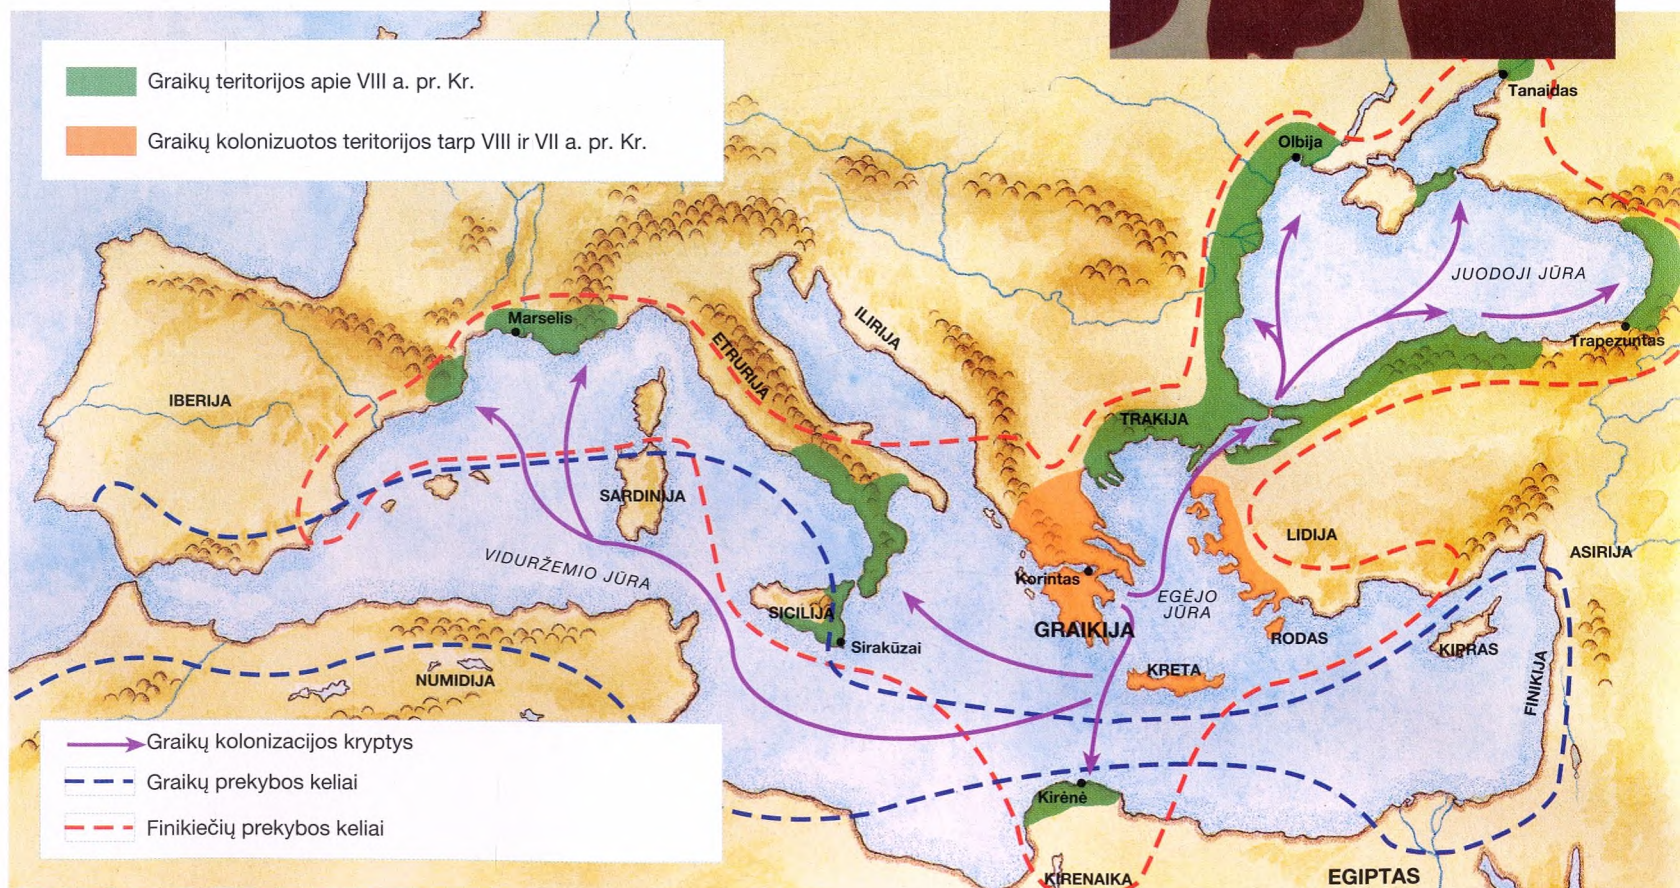 Graikų teritorijos apie VIII a. pr. Kr.
Graikų kolonizuotos teritorijos tarp VIII ir VII a. pr. Kr.
Tanaidas
Olbija
JUODOJI JŪRA
Trapezuntas
Marselis
ETRURIJA
ILIRIJA
IBERIJA
TRAKIJA
SARDINIJA
VIDURŽEMIO JŪRA
LIDIJA
ASIRIJA
Korintas
EGĖJO
JŪRA
SICILIJA
GRAIKIJA
RODAS
Sirakūzai
KIPRAS
KRETA
NUMIDIJA
FINIKIJA
Graikų kolonizacijos kryptys
Graikų prekybos keliai
Finikiečių prekybos keliai
Kirėnė
KIRENAIKA
EGIPTAS